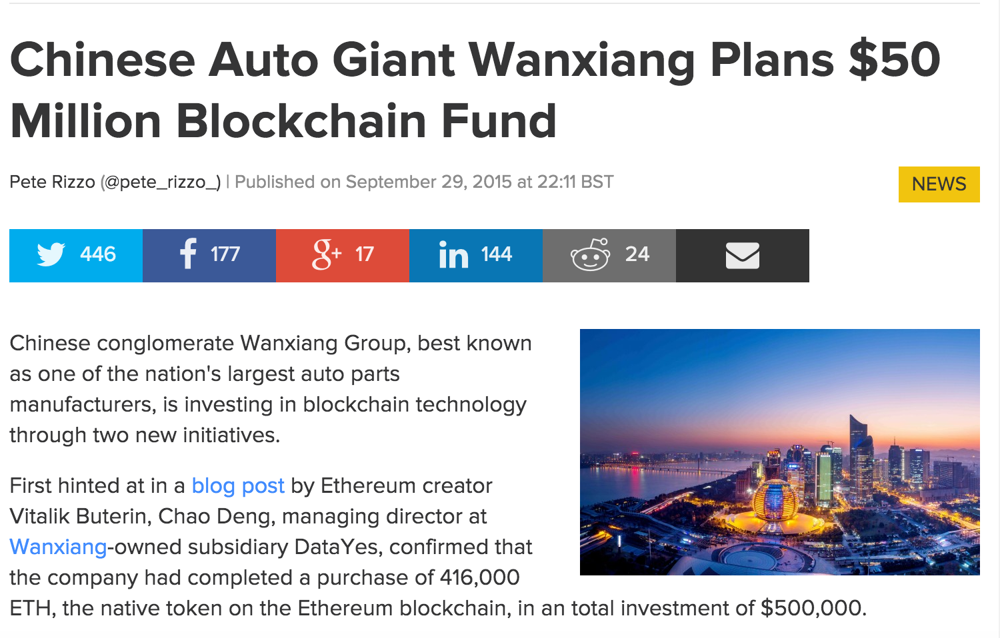 Chinese Auto Giant Wanxiang Plans $50
Million Blockchain Fund
Pete Rizzo (@pete_rizzo_) | Published on September 29, 2015 at 22:11 BST
NEWS
446
177
g+ 17
in 144
24
Chinese conglomerate Wanxiang Group, best known
as one of the nation's largest auto parts
manufacturers, is investing in blockchain technology
through two new initiatives.
First hinted at in a blog post by Ethereum creator
Vitalik Buterin, Chao Deng, managing director at
Wanxiang-owned subsidiary DataYes, confirmed that
the company had completed a purchase of 416,000
ETH, the native token on the Ethereum blockchain, in an total investment of $500,000.